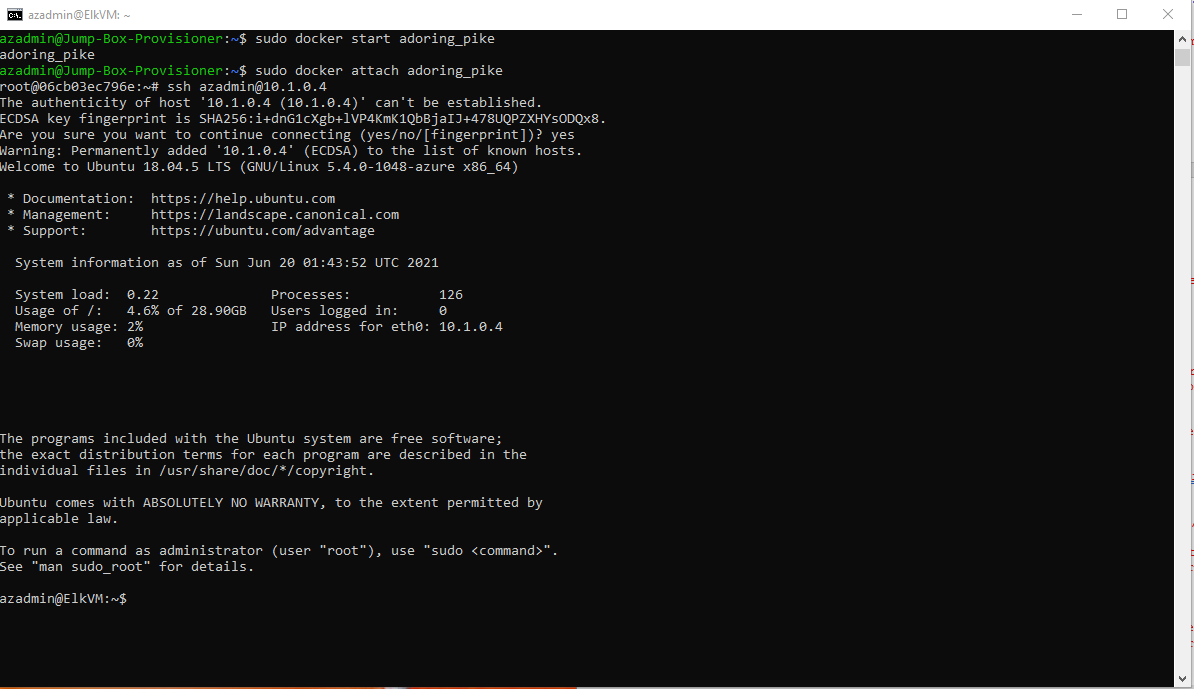 azadmin@ElkVM: ~
azadmin@Jump-Box-Provisioner:~$ sudo docker start adoring_pike
adoring_pike
azadmin@Jump-Box-Provisioner:~$ sudo docker attach adoring_pike
root@06cb03ec796e:~# ssh azadmin@10.1.0.4
The authenticity of host '10.1.0.4 (10.1.0.4)' can't be established.
ECDSA key fingerprint is SHA256:i+dnG1cXgb+lVP4KmK1QbBjaIJ+478UQPZXHYsODQx8.
Are you sure you want to continue connecting (yes/no/[fingerprint])? yes
Warning: Permanently added '10.1.0.4' (ECDSA) to the list of known hosts.
Welcome to Ubuntu 18.04.5 LTS (GNU/Linux 5.4.0-1048-azure x86_64)
* Documentation:  https://help.ubuntu.com
* Management:     https://landscape.canonical.com
* Support:        https://ubuntu.com/advantage
System information as of Sun Jun 20 01:43:52 UTC 2021
System load:  0.22              Processes:           126
Usage of /:   4.6% of 28.90GB   Users logged in:     0
Memory usage: 2%                IP address for eth0: 10.1.0.4
Swap usage:   0%
The programs included with the Ubuntu system are free software;
the exact distribution terms for each program are described in the
individual files in /usr/share/doc/*/copyright.
Ubuntu comes with ABSOLUTELY NO WARRANTY, to the extent permitted by
applicable law.
To run a command as administrator (user "root"), use "sudo <command>".
See "man sudo_root" for details.
azadmin@ElkVM:~$